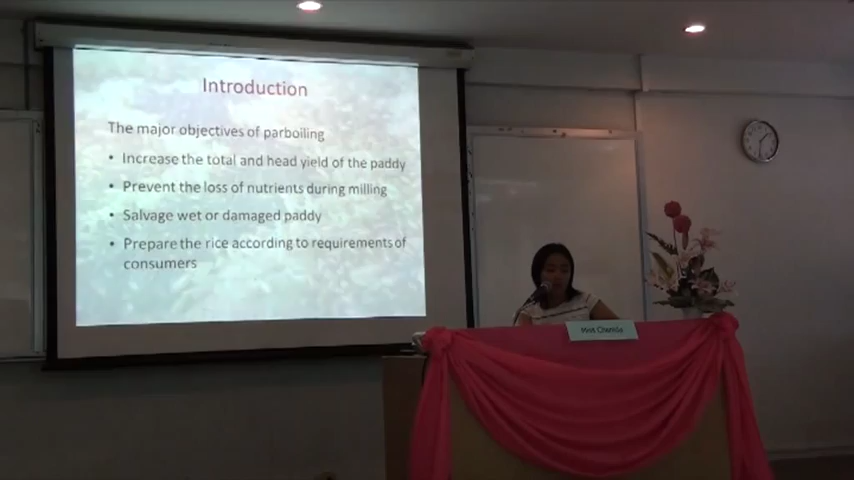 Introduction
The major objectives of parboiling
• Increase the total and head yield of the paddy
• Prevent the loss of nutrients during milling
• Salvage wet or damaged paddy
• Prepare the rice according to requirements of
consumers